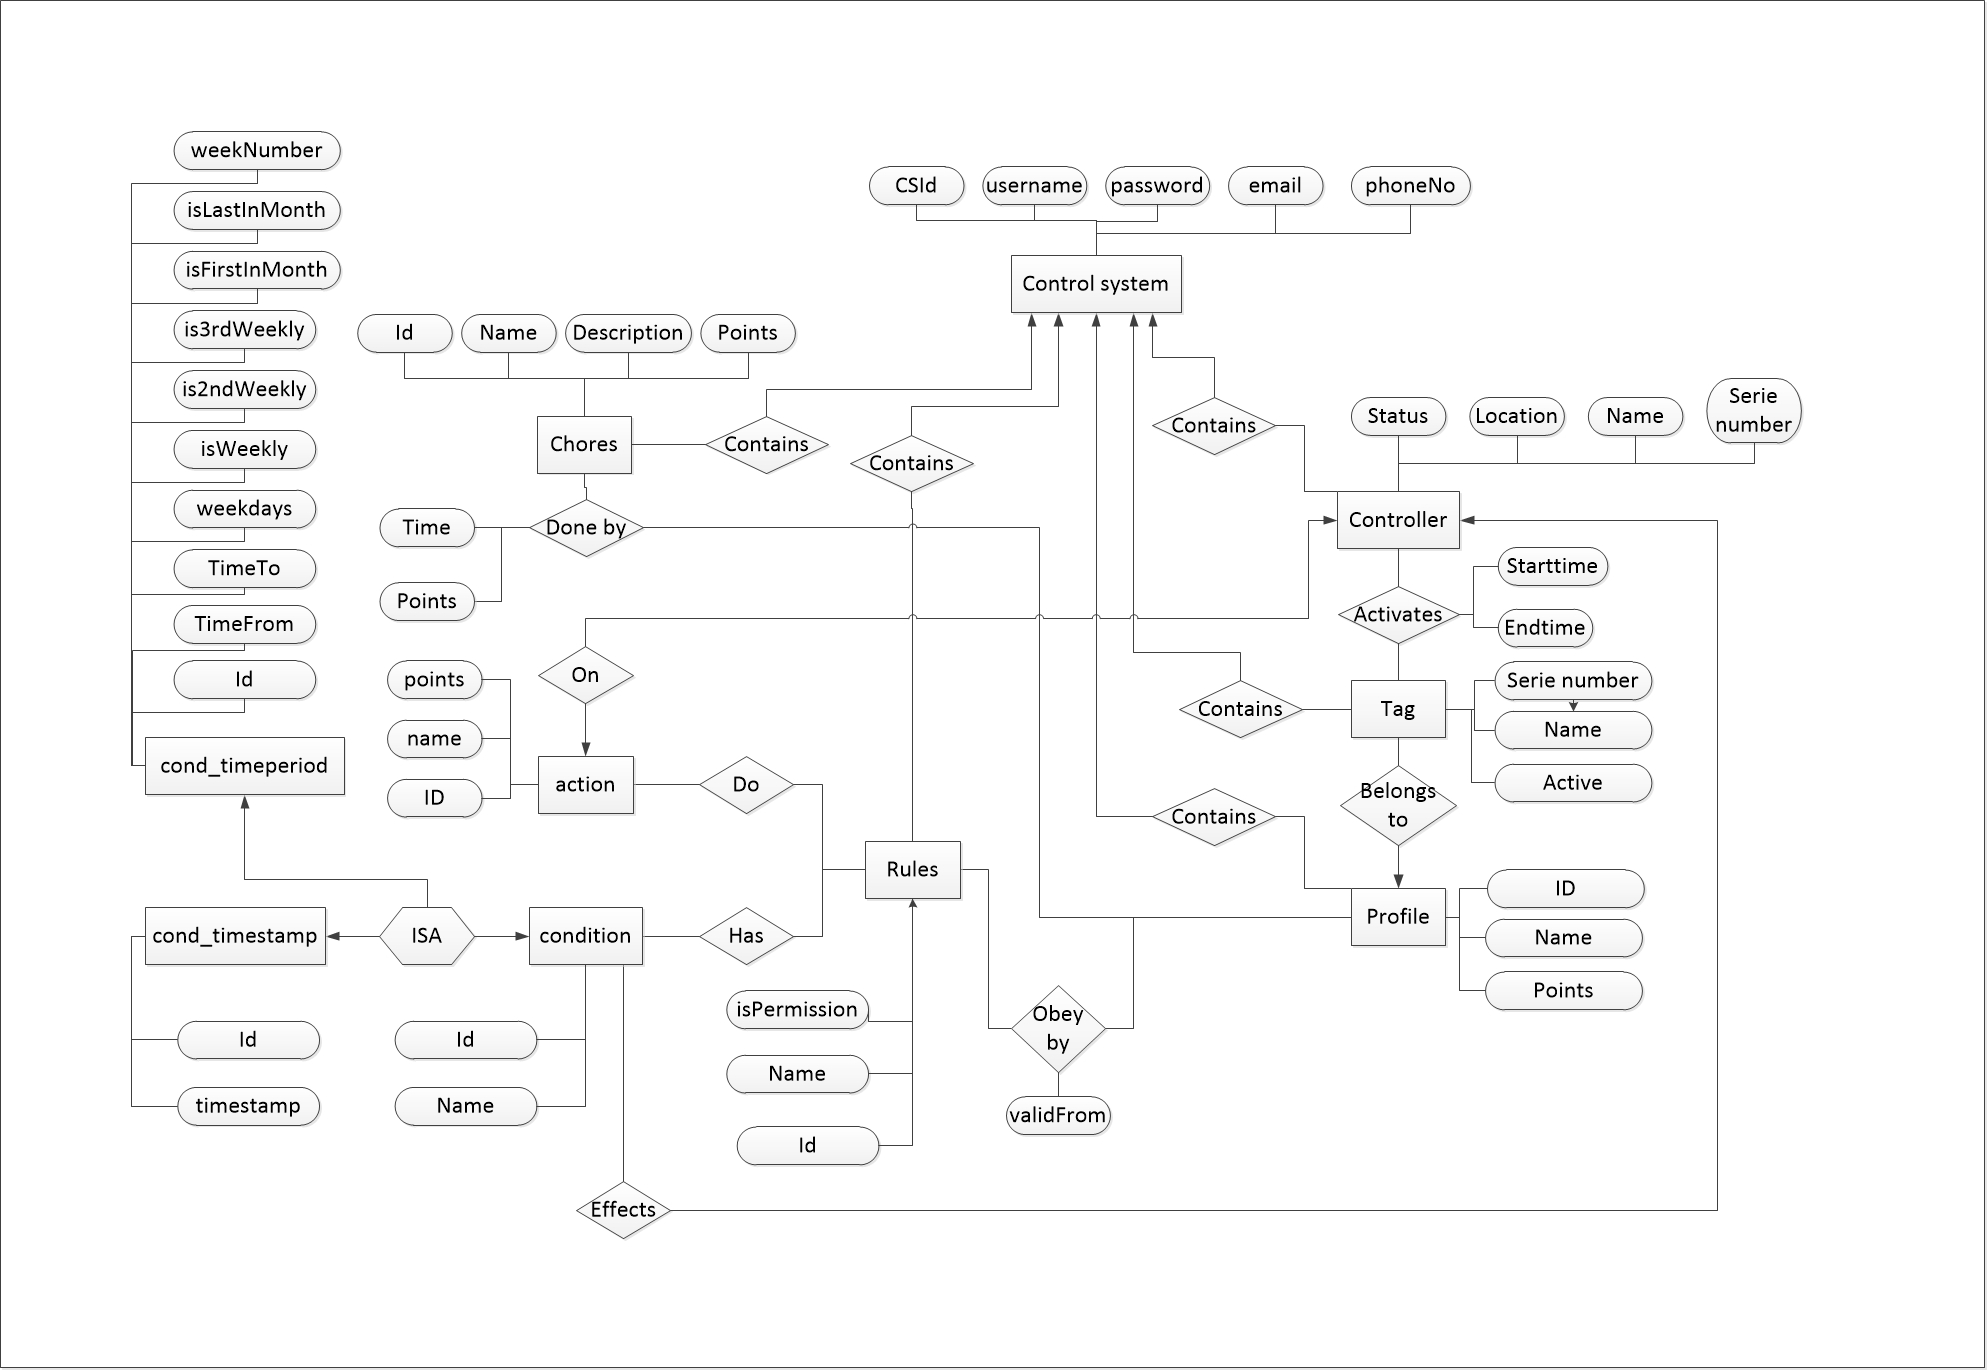 weekNumber
isLastInMonth
isFirstInMonth
is3rdWeekly
is2ndWeekly
isWeekly
weekdays
TimeTo
TimeFrom
Id
cond_timeperiod
CSId
username
password
email
phoneNo
Control system
Id
Name
Description
Points
Chores
Contains
Contains
Contains
Status
Location
Name
Serie
number
Controller
Time
Done by
Points
Activates
Starttime
Endtime
On
points
name
ID
action
Do
Contains
Tag
Serie number
Name
Active
Belongs
to
Contains
Rules
Profile
ID
Name
Points
cond_timestamp
ISA
condition
Has
Id
timestamp
Id
Name
isPermission
Name
Id
Obey
by
validFrom
Effects